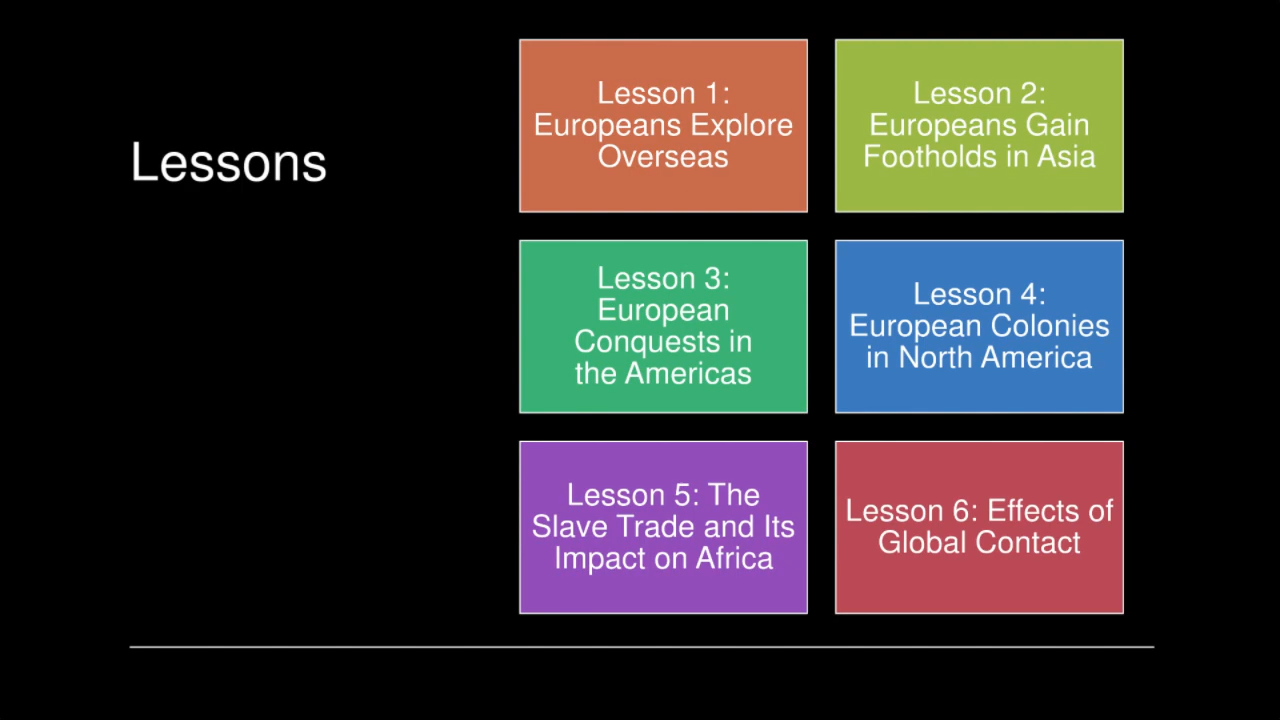 Lessons
Lesson 1:
Europeans Explore
Overseas
Lesson 2:
Europeans Gain
Footholds in Asia
Lesson 3:
European
Conquests in
the Americas
Lesson 4:
European Colonies
in North America
Lesson 5: The
Slave Trade and Its
Impact on Africa
Lesson 6: Effects of
Global Contact